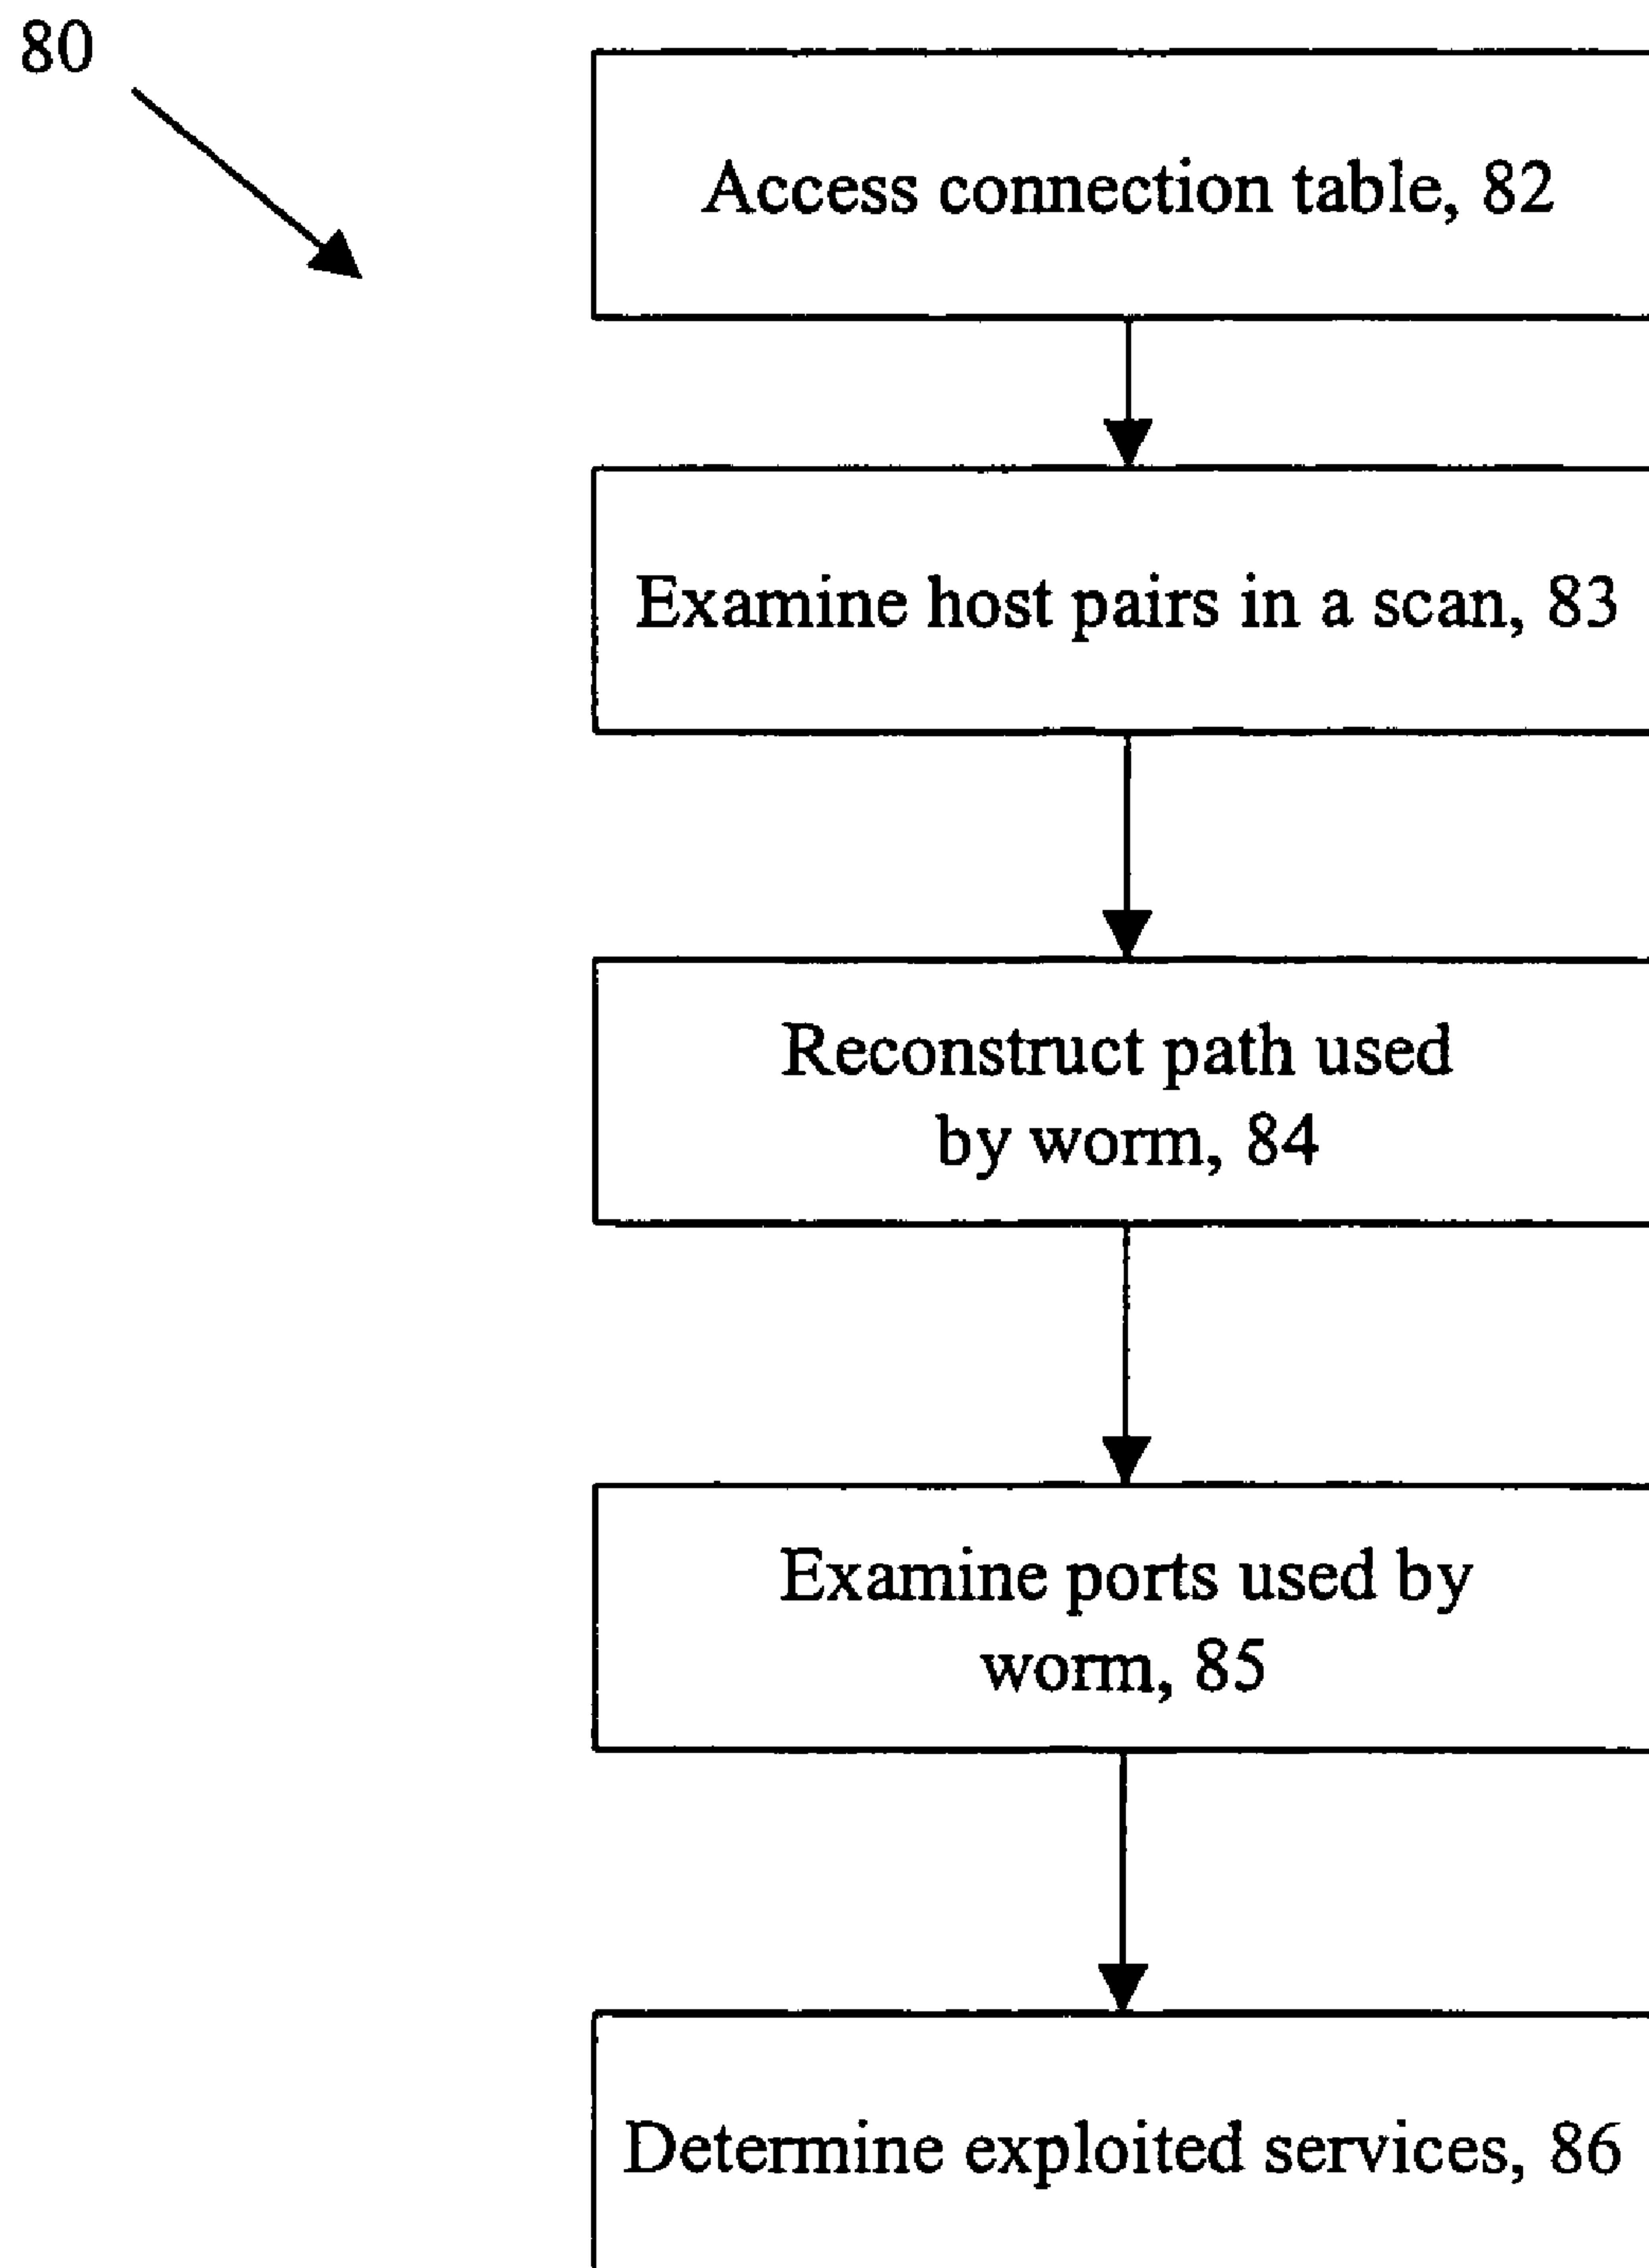 80
Access connection table, 82
Examine host pairs in a scan, 83
Reconstruct path used
by worm, 84
Examine ports used by
worm, 85
Determine exploited services, 86